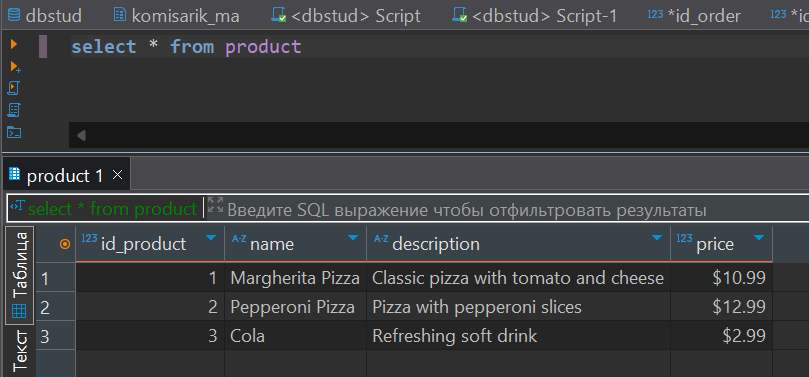 dbstud komisarik_ma <dbstud> Script <dbstud> Script-1 123 *id_order 123 *id
select * from product
product 1 ×
select * from product Введите SQL выражение чтобы отфильтровать результаты
Таблица
Текст
123 id_product A-Z name A-Z description 123 price
1 1 Margherita Pizza Classic pizza with tomato and cheese $10.99
2 2 Pepperoni Pizza Pizza with pepperoni slices $12.99
3 3 Cola Refreshing soft drink $2.99